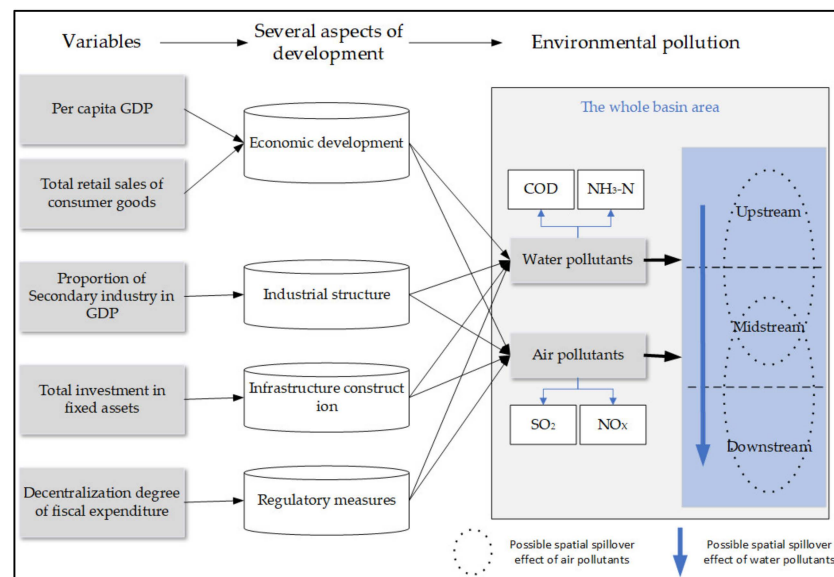 Variables
Several aspects of
development
Environmental pollution
Per capita GDP
Total retail sales of
consumer goods
Proportion of
Secondary industry in
GDP
Total investment in
fixed assets
Decentralization degree
of fiscal expenditure
Economic development
Industrial structure
Infrastructure construct
ion
Regulatory measures
The whole basin area
COD
NH3-N
Water pollutants
Air pollutants
SO2
NOX
Upstream
Midstream
Downstream
Possible spatial spillover
effect of air pollutants
Possible spatial spillover
effect of water pollutants